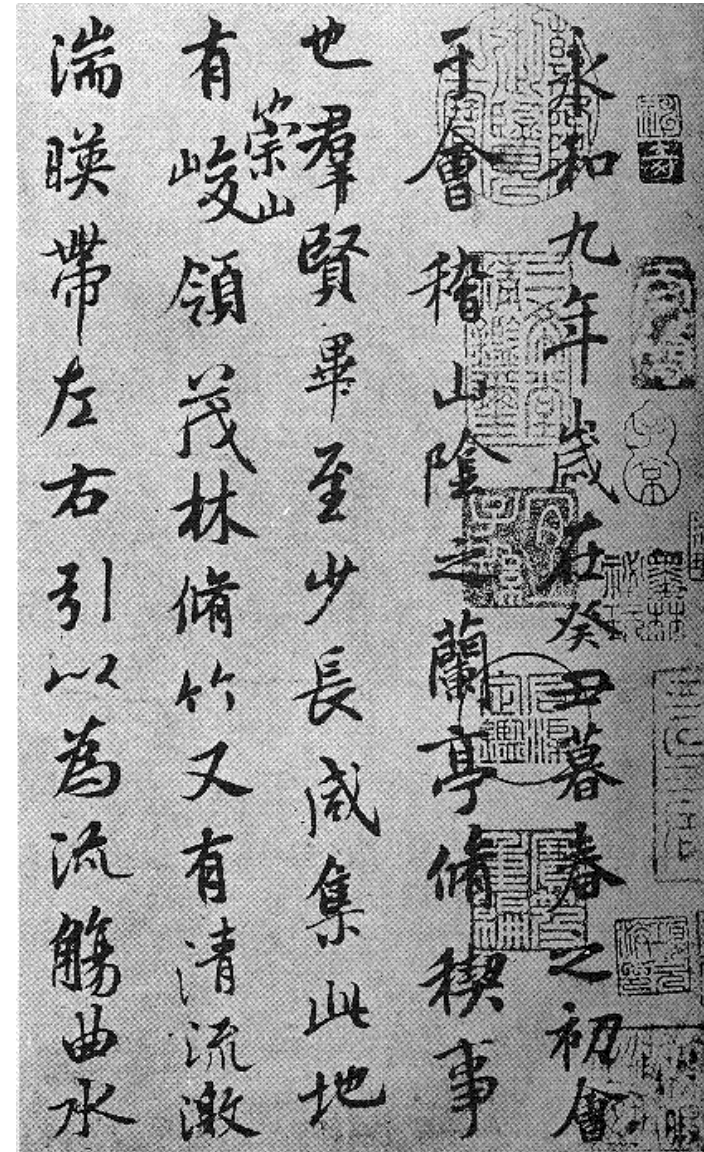 永和九年歲在癸丑暮春之初會
于會稽山陰之蘭亭脩稧事
也羣賢畢至少長咸集此地
有崇山峻領茂林脩竹又有清流激
湍暎帶左右引以為流觴曲水